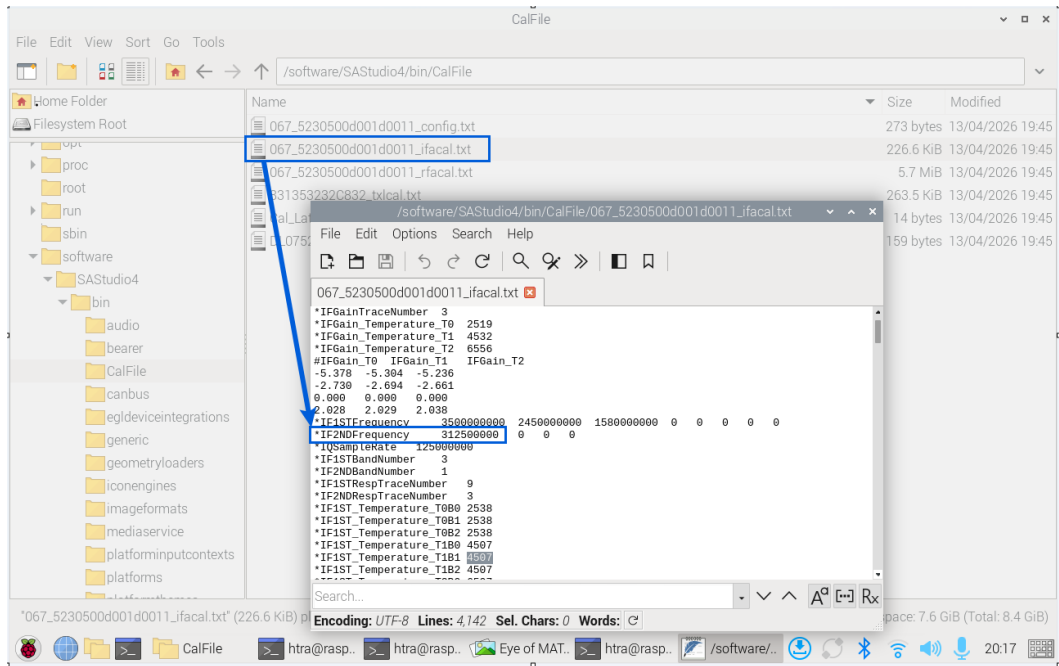 CalFile
File Edit View Sort Go Tools
/software/SAStudio4/bin/CalFile
Home Folder
Filesystem Root
opt
proc
root
run
sbin
software
SAStudio4
bin
audio
bearer
CalFile
canbus
egldeviceintegrations
generic
geometryloaders
iconengines
imageformats
mediaservice
platforminputcontexts
platforms
Name Size Modified
067_5230500d001d0011_config.txt 273 bytes 13/04/2026 19:45
067_5230500d001d0011_ifacal.txt 226.6 KiB 13/04/2026 19:45
067_5230500d001d0011_rfacal.txt 5.7 MiB 13/04/2026 19:45
331353232C832_txlcal.txt 263.5 KiB 13/04/2026 19:45
14 bytes 13/04/2026 19:45
159 bytes 13/04/2026 19:45
/software/SAStudio4/bin/CalFile/067_5230500d001d0011_ifacal.txt
File Edit Options Search Help
067_5230500d001d0011_ifacal.txt
*IFGainTraceNumber 3
*IFGain_Temperature_T0 2519
*IFGain_Temperature_T1 4532
*IFGain_Temperature_T2 6556
#IFGain_T0 IFGain_T1 IFGain_T2
-5.378 -5.304 -5.236
-2.730 -2.694 -2.661
0.000 0.000 0.000
2.028 2.029 2.038
*IF1STFrequency 3500000000 2450000000 1580000000 0 0 0 0 0
*IF2NDFrequency 312500000 0 0 0
*IQSampleRate 125000000
*IF1STBandNumber 3
*IF2NDBandNumber 1
*IF1STRespTraceNumber 9
*IF2NDRespTraceNumber 3
*IF1ST_Temperature_T0B0 2538
*IF1ST_Temperature_T0B1 2538
*IF1ST_Temperature_T0B2 2538
*IF1ST_Temperature_T1B0 4507
*IF1ST_Temperature_T1B1 4507
*IF1ST_Temperature_T1B2 4507
Search...
Encoding: UTF-8 Lines: 4,142 Sel. Chars: 0 Words:
"067_5230500d001d0011_ifacal.txt" (226.6 KiB) pl
space: 7.6 GiB (Total: 8.4 GiB)
CalFile htra@rasp.. htra@rasp.. Eye of MAT.. htra@rasp.. /software/.. 20:17